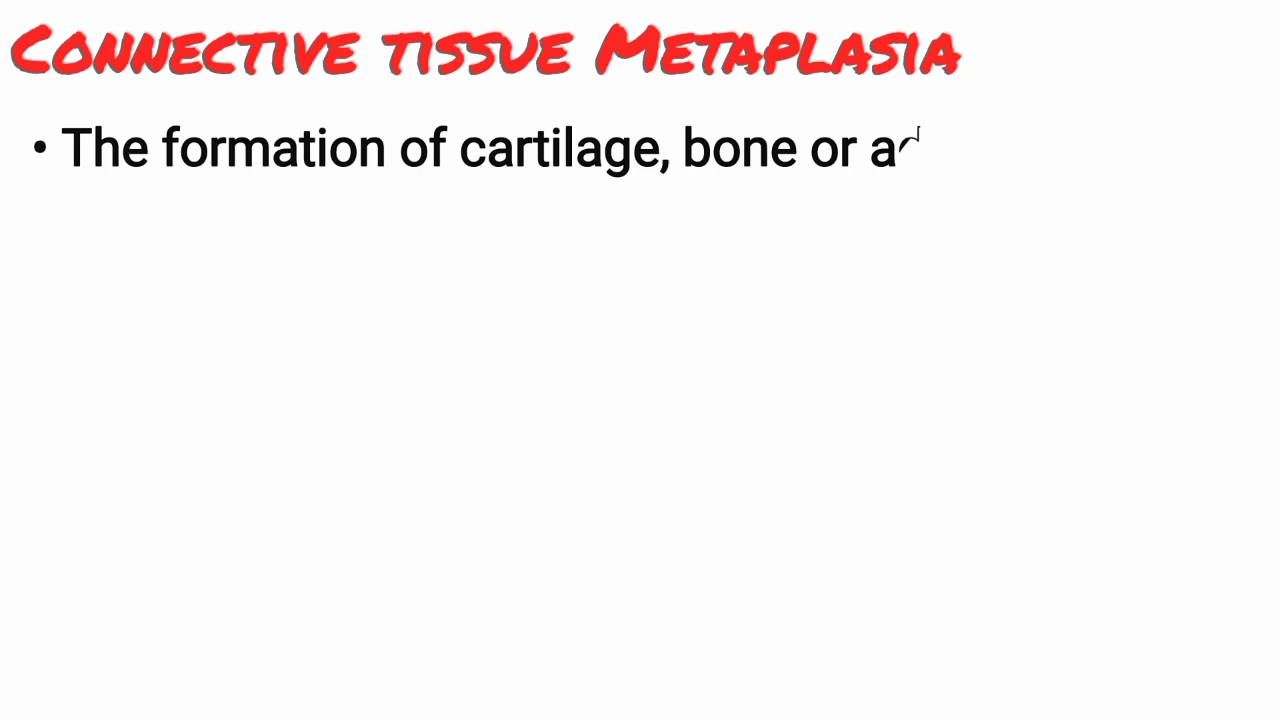 Connective tissue Metaplasia
• The formation of cartilage, bone or